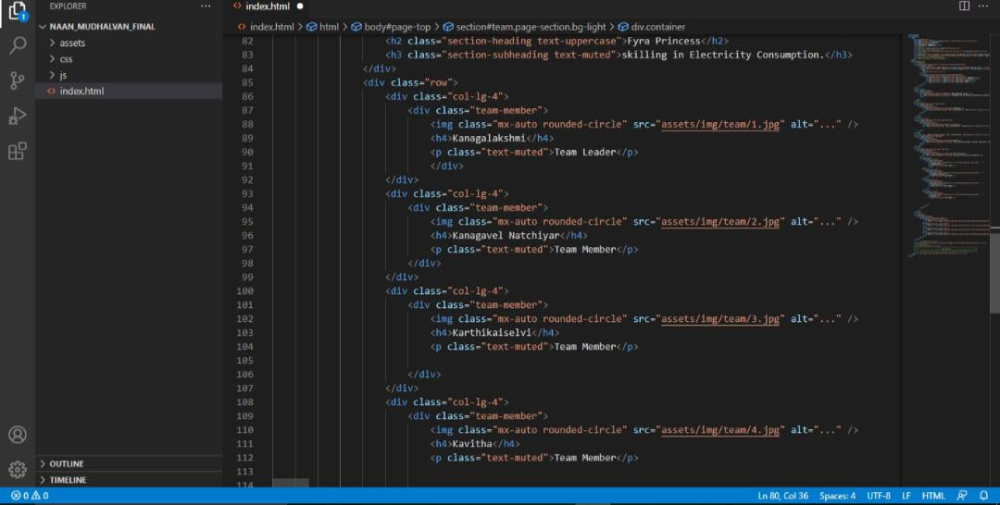 EXPLORER
...
index.html
NAAN_MUDHALVAN_FINAL
assets
css
js
index.html
index.html > html > body#page-top > section#team.page-section.bg-light > div.container
82 <h2 class="section-heading text-uppercase">Fyra Princess</h2>
83 <h3 class="section-subheading text-muted">skilling in Electricity Consumption.</h3>
84 </div>
85 <div class="row">
86 <div class="col-lg-4">
87 <div class="team-member">
88 <img class="mx-auto rounded-circle" src="assets/img/team/1.jpg" alt="..." />
89 <h4>Kanagalakshmi</h4>
90 <p class="text-muted">Team Leader</p>
91 </div>
92 </div>
93 <div class="col-lg-4">
94 <div class="team-member">
95 <img class="mx-auto rounded-circle" src="assets/img/team/2.jpg" alt="..." />
96 <h4>Kanagavel Natchiyar</h4>
97 <p class="text-muted">Team Member</p>
98 </div>
99 </div>
100 <div class="col-lg-4">
101 <div class="team-member">
102 <img class="mx-auto rounded-circle" src="assets/img/team/3.jpg" alt="..." />
103 <h4>Karthikaiselvi</h4>
104 <p class="text-muted">Team Member</p>
105
106 </div>
107 </div>
108 <div class="col-lg-4">
109 <div class="team-member">
110 <img class="mx-auto rounded-circle" src="assets/img/team/4.jpg" alt="..." />
111 <h4>Kavitha</h4>
112 <p class="text-muted">Team Member</p>
113
114
1
OUTLINE
TIMELINE
0 0
Ln 80, Col 36 Spaces: 4 UTF-8 LF HTML